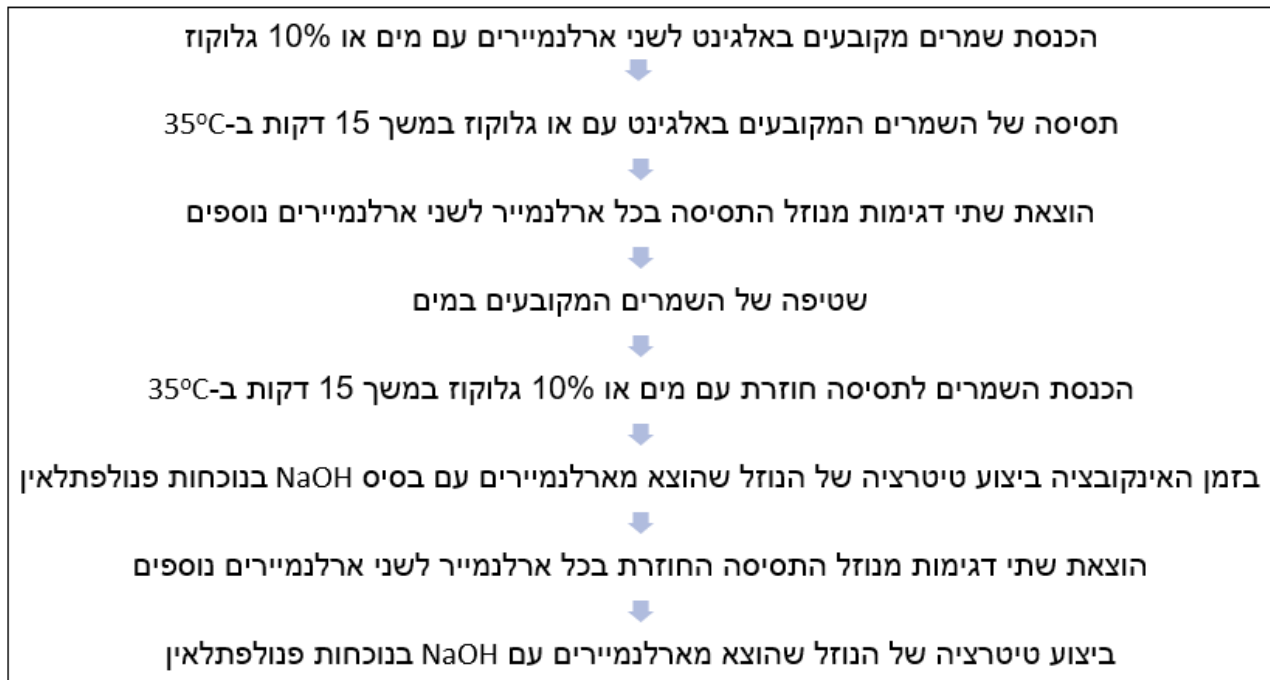 הכנסת שמרים מקובעים באלגינט לשני ארלנמיירים עם מים או 10% גלוקוז
תסיסה של השמרים המקובעים באלגינט עם או גלוקוז במשך 15 דקות ב-35ºC
הוצאת שתי דגימות מנוזל התסיסה בכל ארלנמייר לשני ארלנמיירים נוספים
שטיפה של השמרים המקובעים במים
הכנסת השמרים לתסיסה חוזרת עם מים או 10% גלוקוז במשך 15 דקות ב-35ºC
בזמן האינקובציה ביצוע טיטרציה של הנוזל שהוצא מארלנמיירים עם בסיס NaOH בנוכחות פנולפתלאין
הוצאת שתי דגימות מנוזל התסיסה החוזרת בכל ארלנמייר לשני ארלנמיירים נוספים
ביצוע טיטרציה של הנוזל שהוצא מארלנמיירים עם NaOH בנוכחות פנולפתלאין